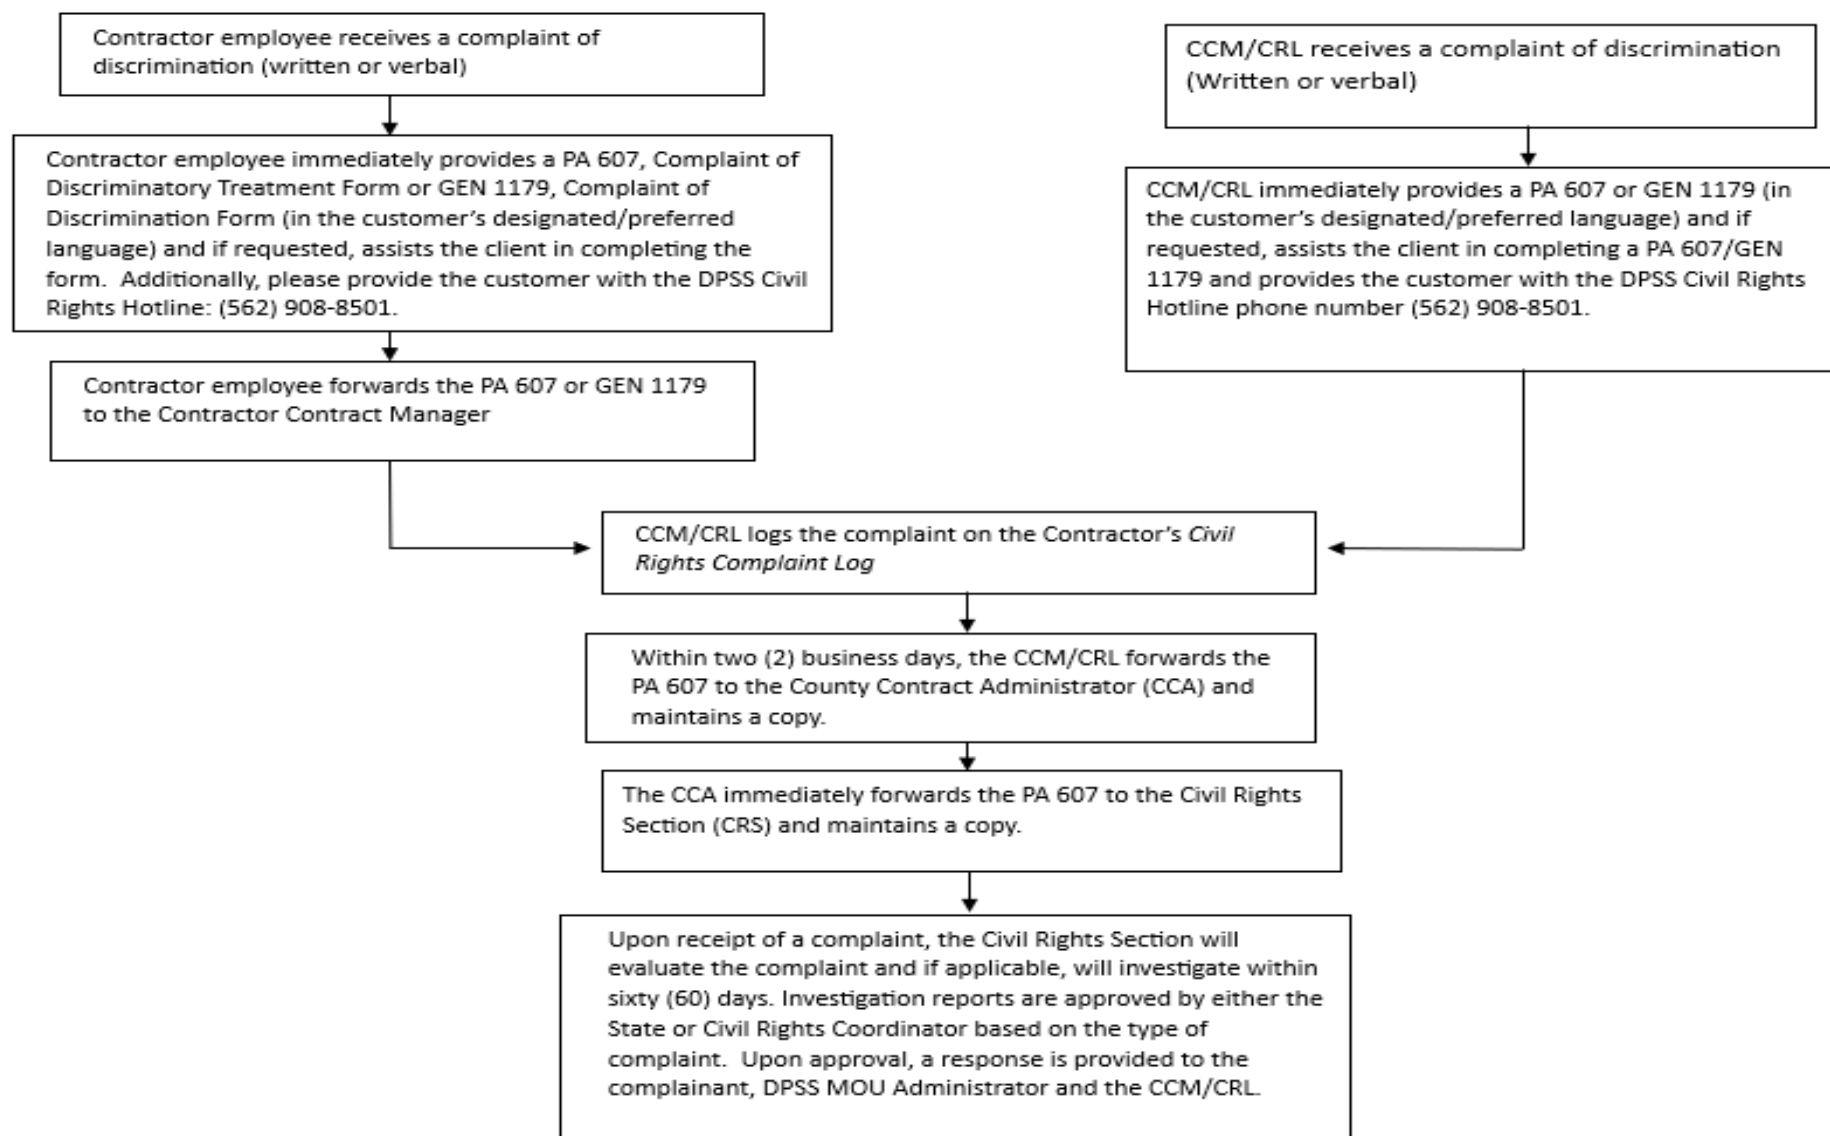 Contractor employee receives a complaint of
discrimination (written or verbal)
CCM/CRL receives a complaint of discrimination
(Written or verbal)
Contractor employee immediately provides a PA 607, Complaint of
Discriminatory Treatment Form or GEN 1179, Complaint of
Discrimination Form (in the customer’s designated/preferred
language) and if requested, assists the client in completing the
form.  Additionally, please provide the customer with the DPSS Civil
Rights Hotline: (562) 908-8501.
CCM/CRL immediately provides a PA 607 or GEN 1179 (in
the customer’s designated/preferred language) and if
requested, assists the client in completing a PA 607/GEN
1179 and provides the customer with the DPSS Civil Rights
Hotline phone number (562) 908-8501.
Contractor employee forwards the PA 607 or GEN 1179
to the Contractor Contract Manager
CCM/CRL logs the complaint on the Contractor’s Civil
Rights Complaint Log
Within two (2) business days, the CCM/CRL forwards the
PA 607 to the County Contract Administrator (CCA) and
maintains a copy.
The CCA immediately forwards the PA 607 to the Civil Rights
Section (CRS) and maintains a copy.
Upon receipt of a complaint, the Civil Rights Section will
evaluate the complaint and if applicable, will investigate within
sixty (60) days. Investigation reports are approved by either the
State or Civil Rights Coordinator based on the type of
complaint.  Upon approval, a response is provided to the
complainant, DPSS MOU Administrator and the CCM/CRL.